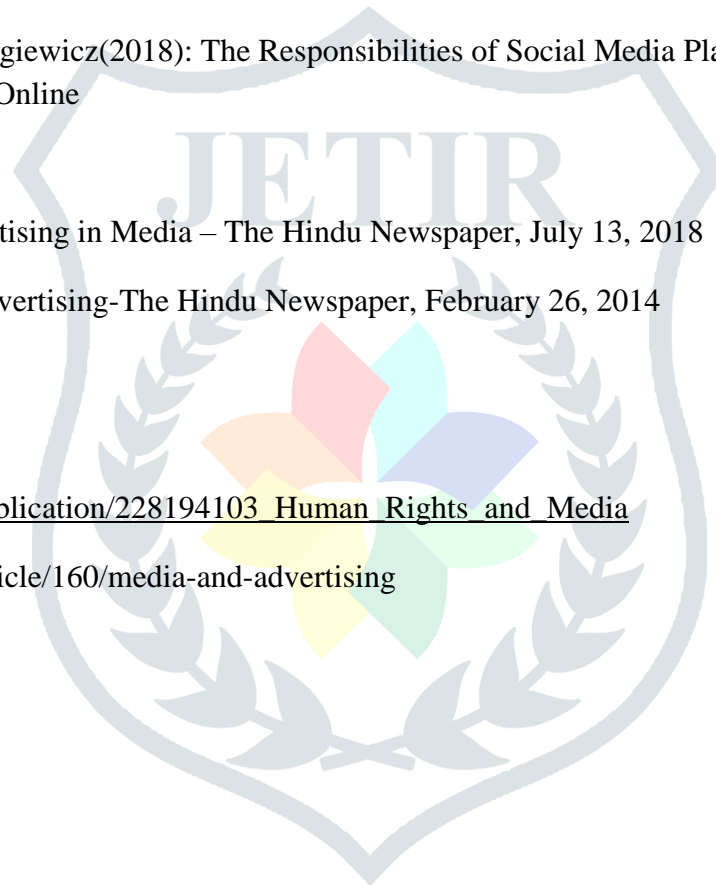 giewicz(2018): The Responsibilities of Social Media Pla
Online
JETIR
tising in Media – The Hindu Newspaper, July 13, 2018
vertising-The Hindu Newspaper, February 26, 2014
blication/228194103_Human_Rights_and_Media
icle/160/media-and-advertising